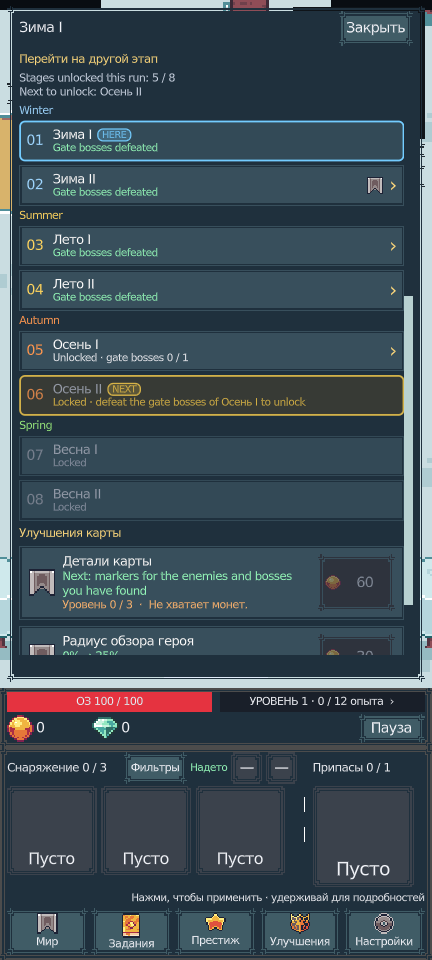 Зима I
Закрыть
Перейти на другой этап
Stages unlocked this run: 5 / 8
Next to unlock: Осень II
Winter
01 Зима I HERE
Gate bosses defeated
02 Зима II
Gate bosses defeated
Summer
03 Лето I
Gate bosses defeated
04 Лето II
Gate bosses defeated
Autumn
05 Осень I
Unlocked · gate bosses 0 / 1
06 Осень II NEXT
Locked · defeat the gate bosses of Осень I to unlock
Spring
07 Весна I
Locked
08 Весна II
Locked
Улучшения карты
Детали карты
Next: markers for the enemies and bosses
you have found
Уровень 0 / 3 · Не хватает монет.
60
Радиус обзора героя
ОЗ 100 / 100
УРОВЕНЬ 1 · 0 / 12 опыта ›
0
0
Пауза
Снаряжение 0 / 3
Фильтры
Надето
—
—
Припасы 0 / 1
Пусто
Пусто
Пусто
Пусто
Нажми, чтобы применить · удерживай для подробностей
Мир
Задания
Престиж
Улучшения
Настройки